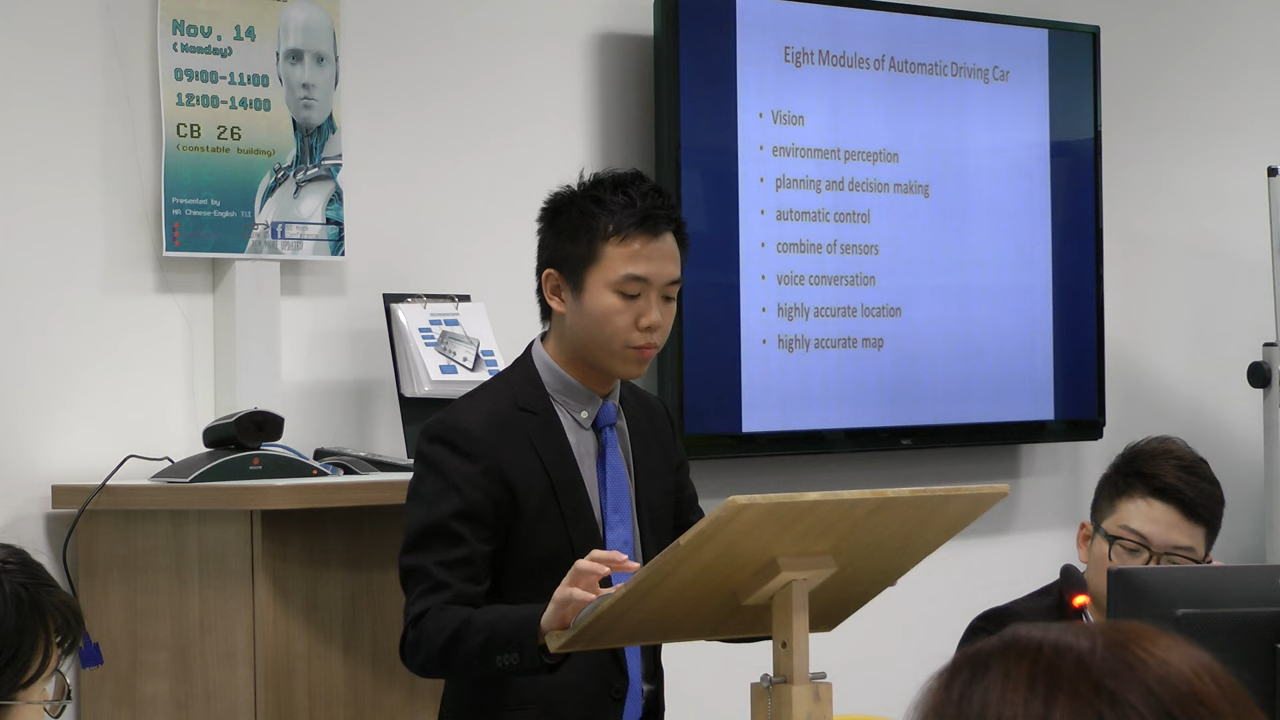 Nov. 14
(Monday)
09:00-11:00
12:00-14:00
CB 26
(constable building)
Presented by
MA Chinese-English T&I
Eight Modules of Automatic Driving Car
• Vision
• environment perception
• planning and decision making
• automatic control
• combine of sensors
• voice conversation
• highly accurate location
• highly accurate map
NEC